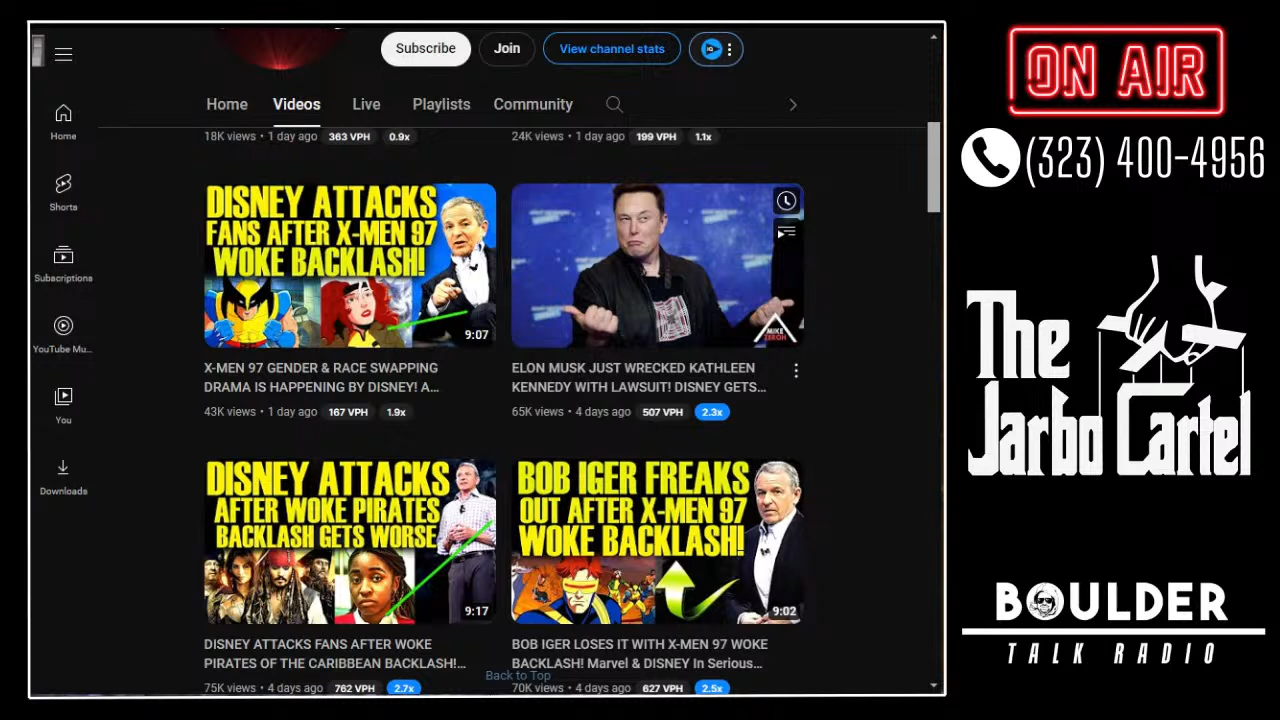 Subscribe
Join
View channel stats
IQ
Home
Videos
Live
Playlists
Community
18K views • 1 day ago 363 VPH 0.9x
24K views • 1 day ago 199 VPH 1.1x
Home
Shorts
Subscriptions
YouTube Mu...
You
Downloads
DISNEY ATTACKS
FANS AFTER X-MEN 97
WOKE BACKLASH!
9:07
MIKE
ZEROH
X-MEN 97 GENDER & RACE SWAPPING
DRAMA IS HAPPENING BY DISNEY! A...
43K views • 1 day ago 167 VPH 1.9x
ELON MUSK JUST WRECKED KATHLEEN
KENNEDY WITH LAWSUIT! DISNEY GETS...
65K views • 4 days ago 507 VPH 2.3x
DISNEY ATTACKS
AFTER WOKE PIRATES
BACKLASH GETS WORSE
9:17
BOB IGER FREAKS
OUT AFTER X-MEN 97
WOKE BACKLASH!
9:02
DISNEY ATTACKS FANS AFTER WOKE
PIRATES OF THE CARIBBEAN BACKLASH!...
75K views • 4 days ago 762 VPH 2.7x
BOB IGER LOSES IT WITH X-MEN 97 WOKE
BACKLASH! Marvel & DISNEY In Serious...
70K views • 4 days ago 627 VPH 2.5x
Back to Top
ON AIR
(323) 400-4956
The
Jarbo Cartel
BOULDER
TALK RADIO